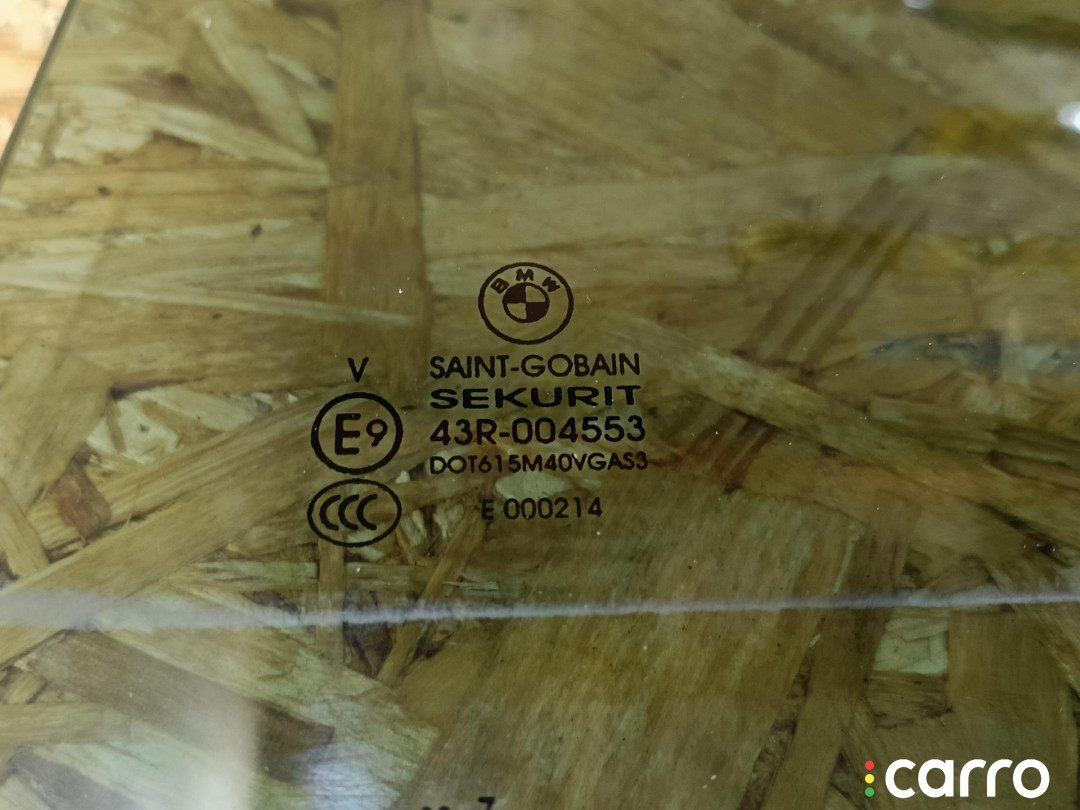 BMW
V SAINT-GOBAIN
SEKURIT
E9 43R-004553
DOT615M40VGAS3
CCC E 000214
carro